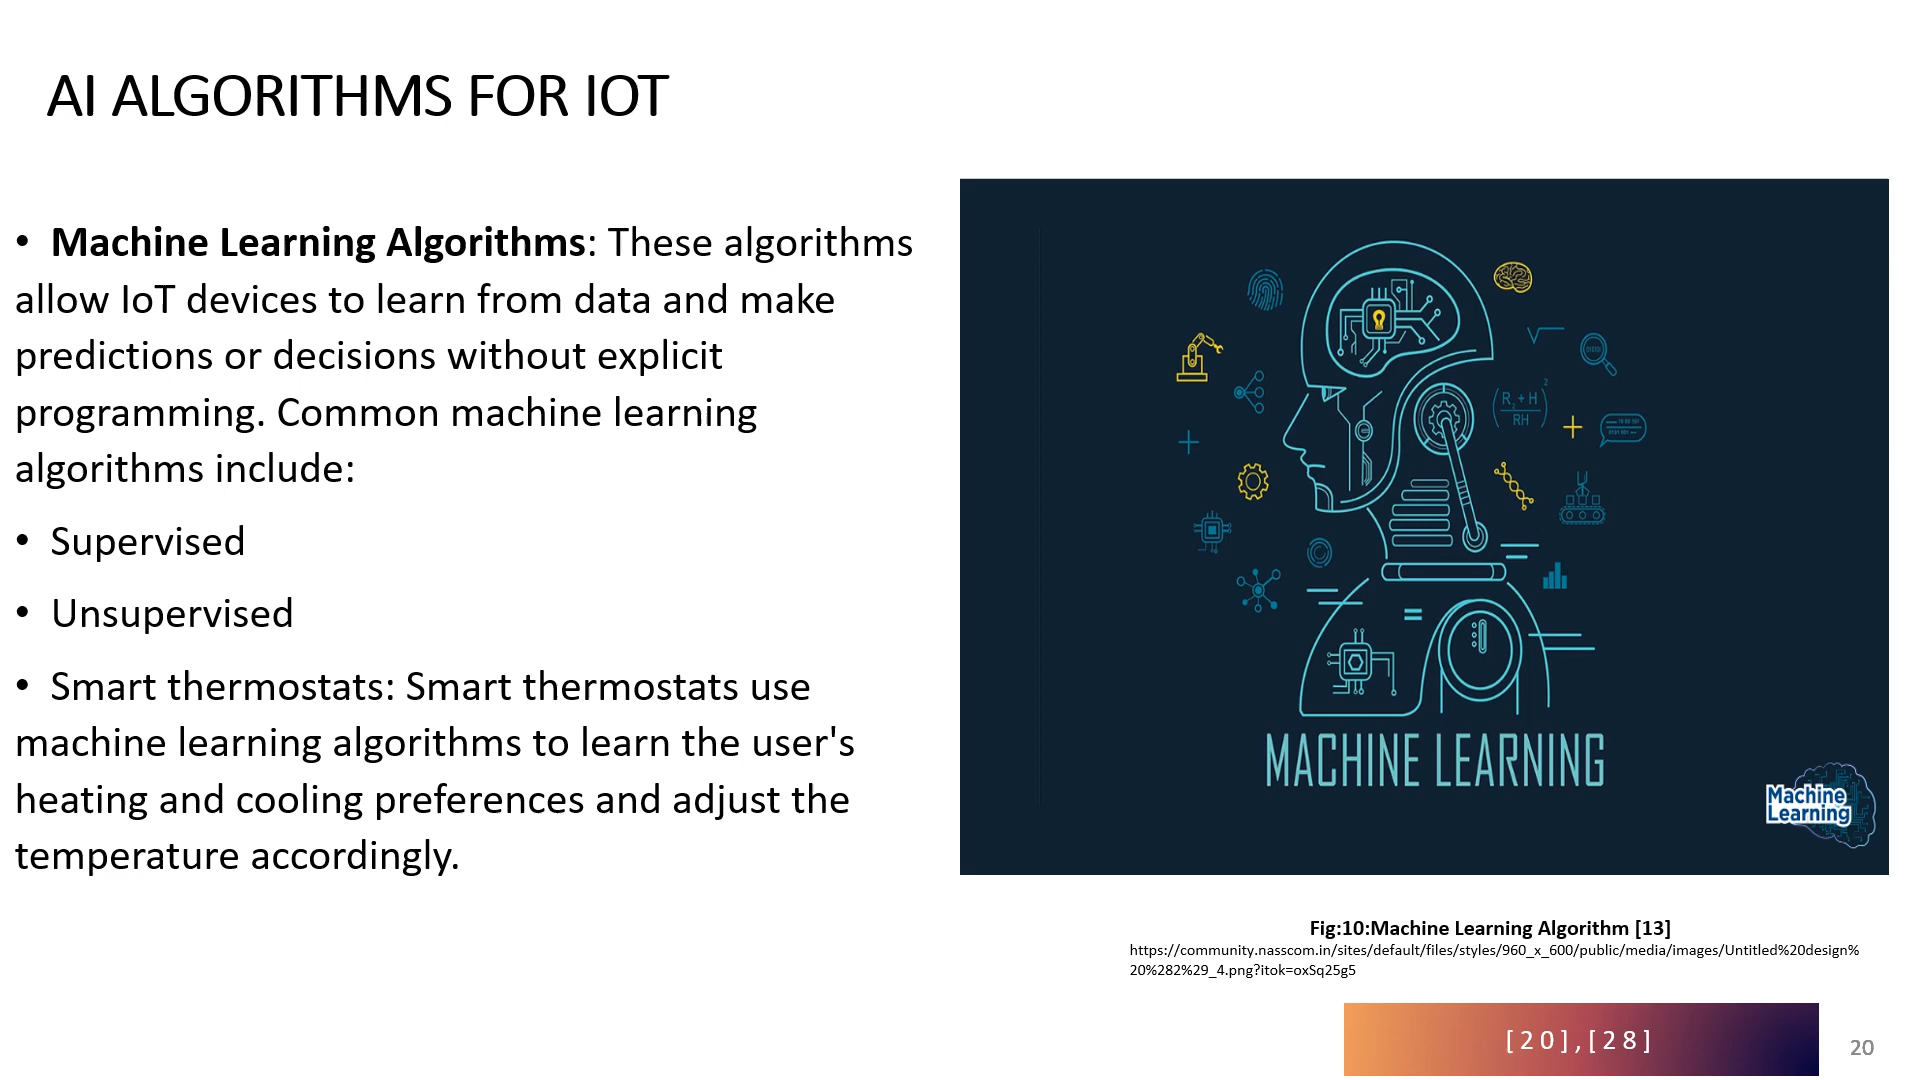 AI ALGORITHMS FOR IOT
• Machine Learning Algorithms: These algorithms
allow IoT devices to learn from data and make
predictions or decisions without explicit
programming. Common machine learning
algorithms include:
• Supervised
• Unsupervised
• Smart thermostats: Smart thermostats use
machine learning algorithms to learn the user's
heating and cooling preferences and adjust the
temperature accordingly.
(R₂ + H / RH)²
MACHINE LEARNING
Machine
Learning
Fig:10:Machine Learning Algorithm [13]
https://community.nasscom.in/sites/default/files/styles/960_x_600/public/media/images/Untitled%20design%
20%282%29_4.png?itok=oxSq25g5
[20],[28]
20